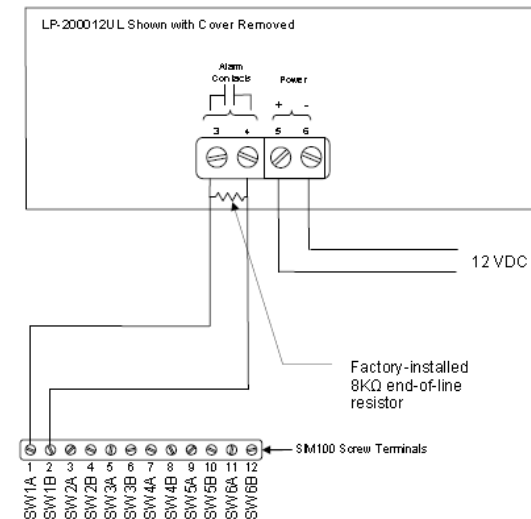 LP-200012UL Shown with Cover Removed
Alarm
Contacts
Power
+ -
3 4 5 6
12 VDC
Factory-installed
8KΩ end-of-line
resistor
SIM100 Screw Terminals
1 2 3 4 5 6 7 8 9 10 11 12
SW1A
SW1B
SW2A
SW2B
SW3A
SW3B
SW4A
SW4B
SW5A
SW5B
SW6A
SW6B